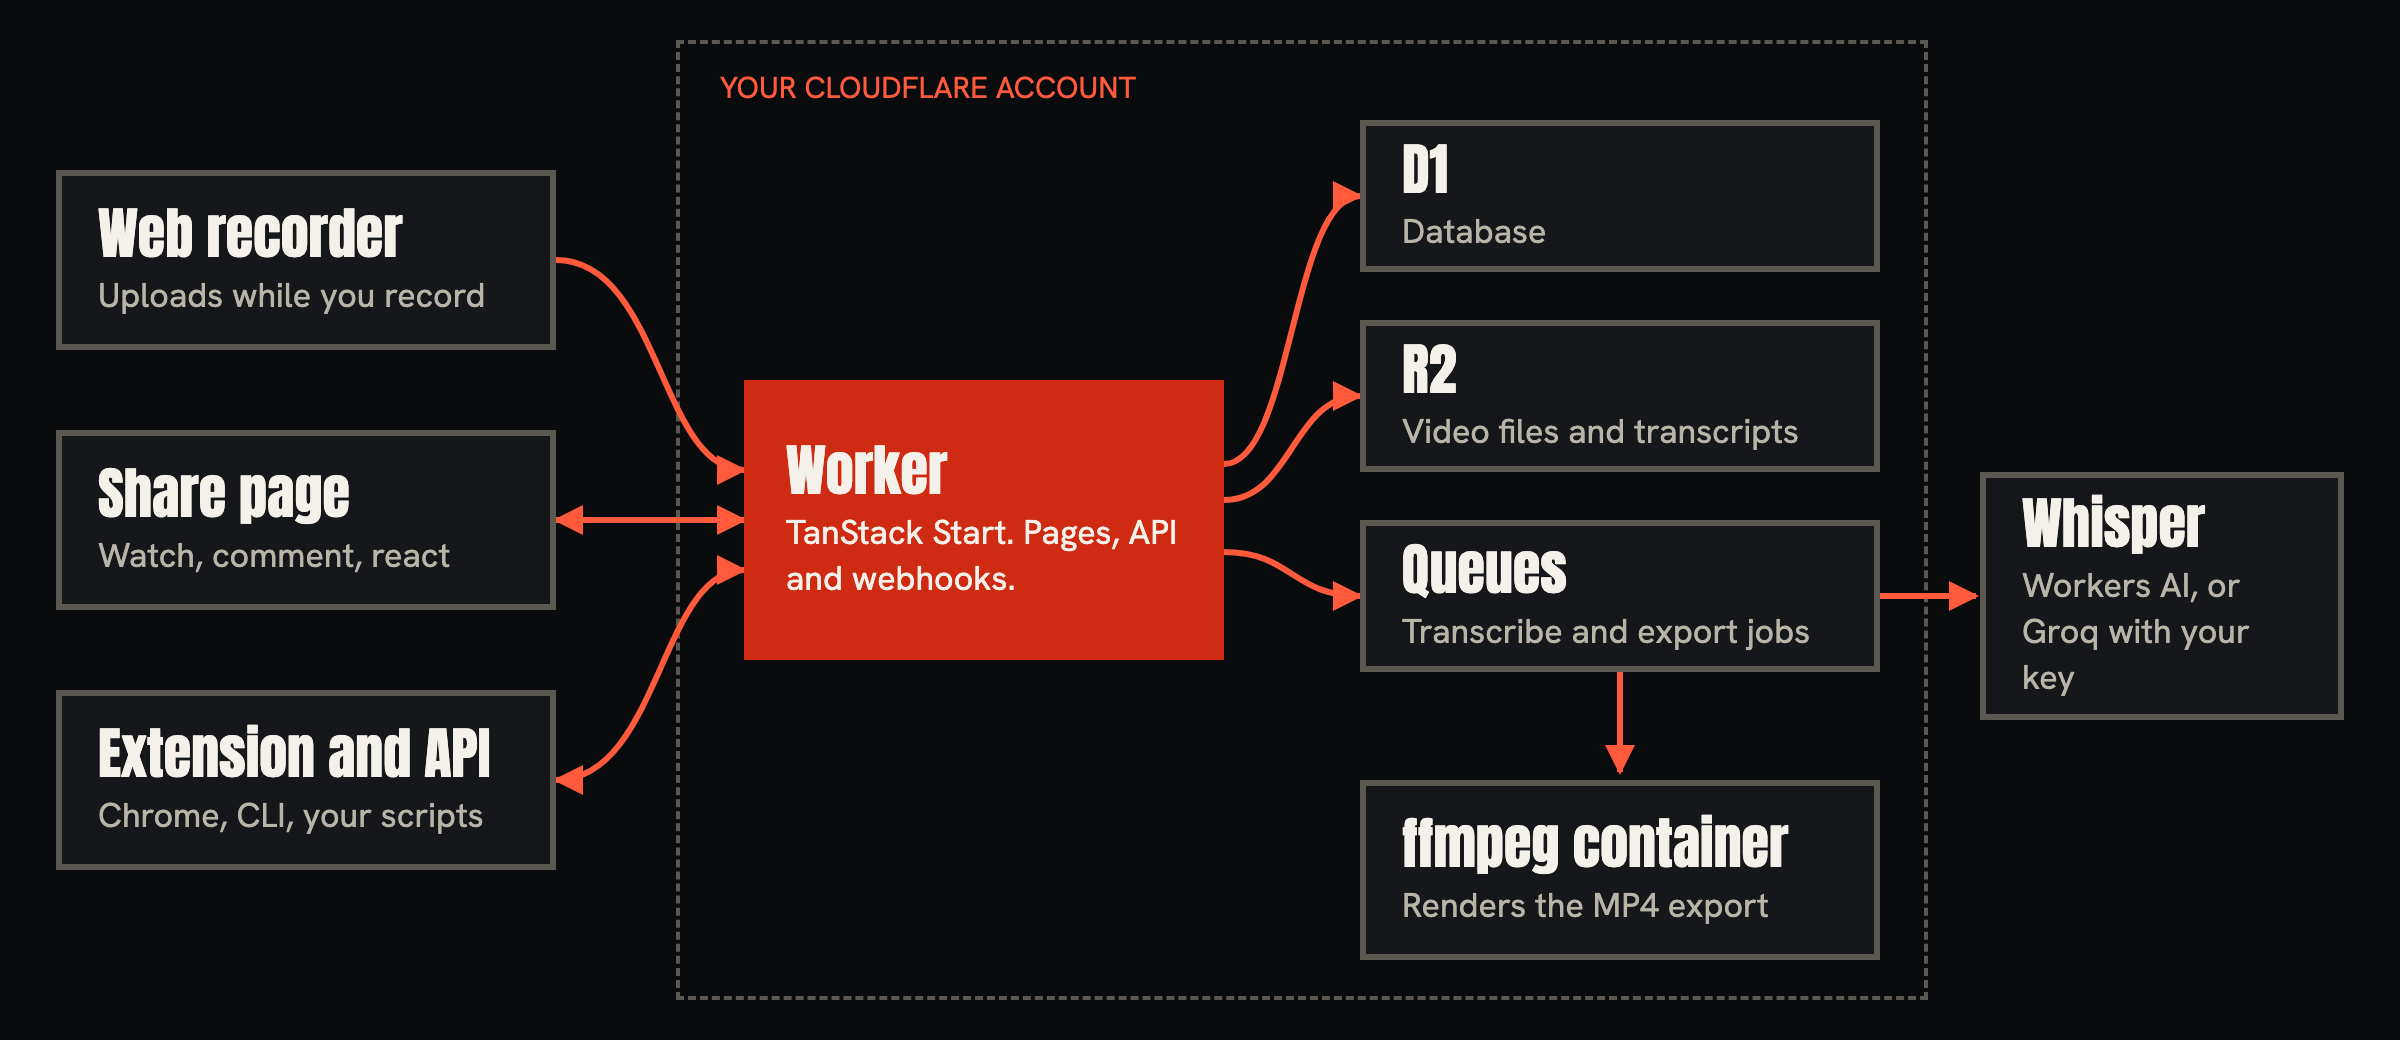 YOUR CLOUDFLARE ACCOUNT
Web recorder
Uploads while you record
Share page
Watch, comment, react
Extension and API
Chrome, CLI, your scripts
Worker
TanStack Start. Pages, API
and webhooks.
D1
Database
R2
Video files and transcripts
Queues
Transcribe and export jobs
ffmpeg container
Renders the MP4 export
Whisper
Workers AI, or
Groq with your
key